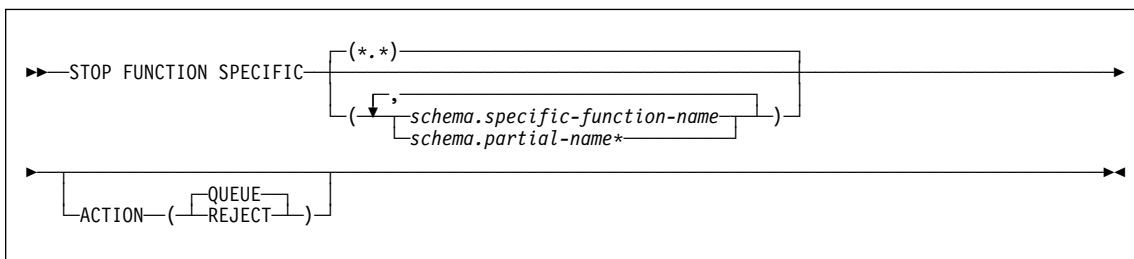 (*.*)
STOP FUNCTION SPECIFIC
,
( schema.specific-function-name )
schema.partial-name*
QUEUE
ACTION ( REJECT )